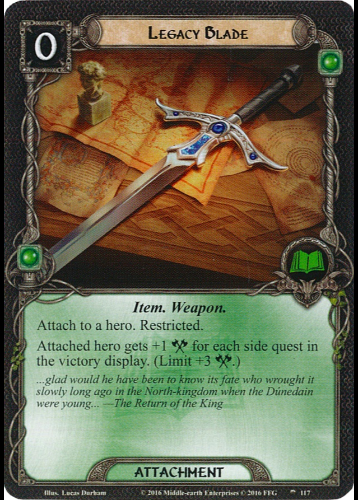 0
Legacy Blade
Item. Weapon.
Attach to a hero. Restricted.
Attached hero gets +1 for each side quest in
the victory display. (Limit +3 .)
...glad would he have been to know its fate who wrought it
slowly long ago in the North-kingdom when the Dúnedain
were young... —The Return of the King
ATTACHMENT
Illus. Lucas Durham
© 2016 Middle-earth Enterprises © 2016 FFG
117